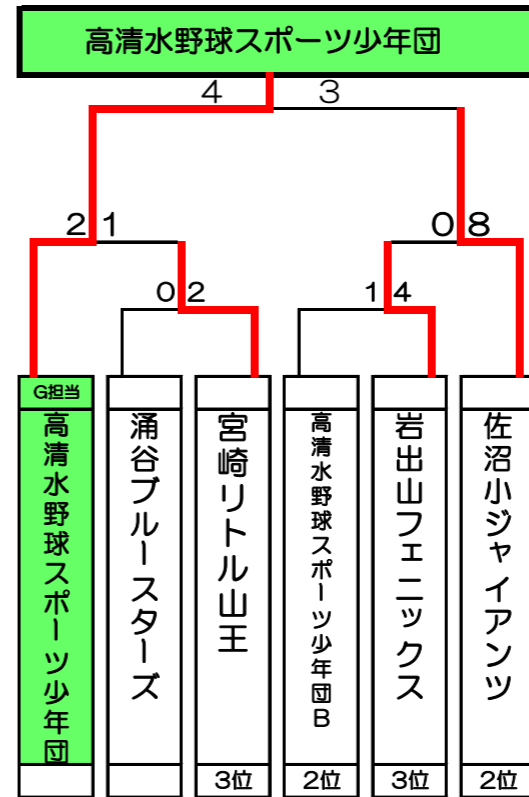 高清水野球スポーツ少年団
4 3
2 1
0 8
0 2
1 4
G担当
高清水野球スポーツ少年団
涌谷ブルースターズ
宮崎リトル山王
高清水野球スポーツ少年団B
岩出山フェニックス
佐沼小ジャイアンツ
3位
2位
3位
2位